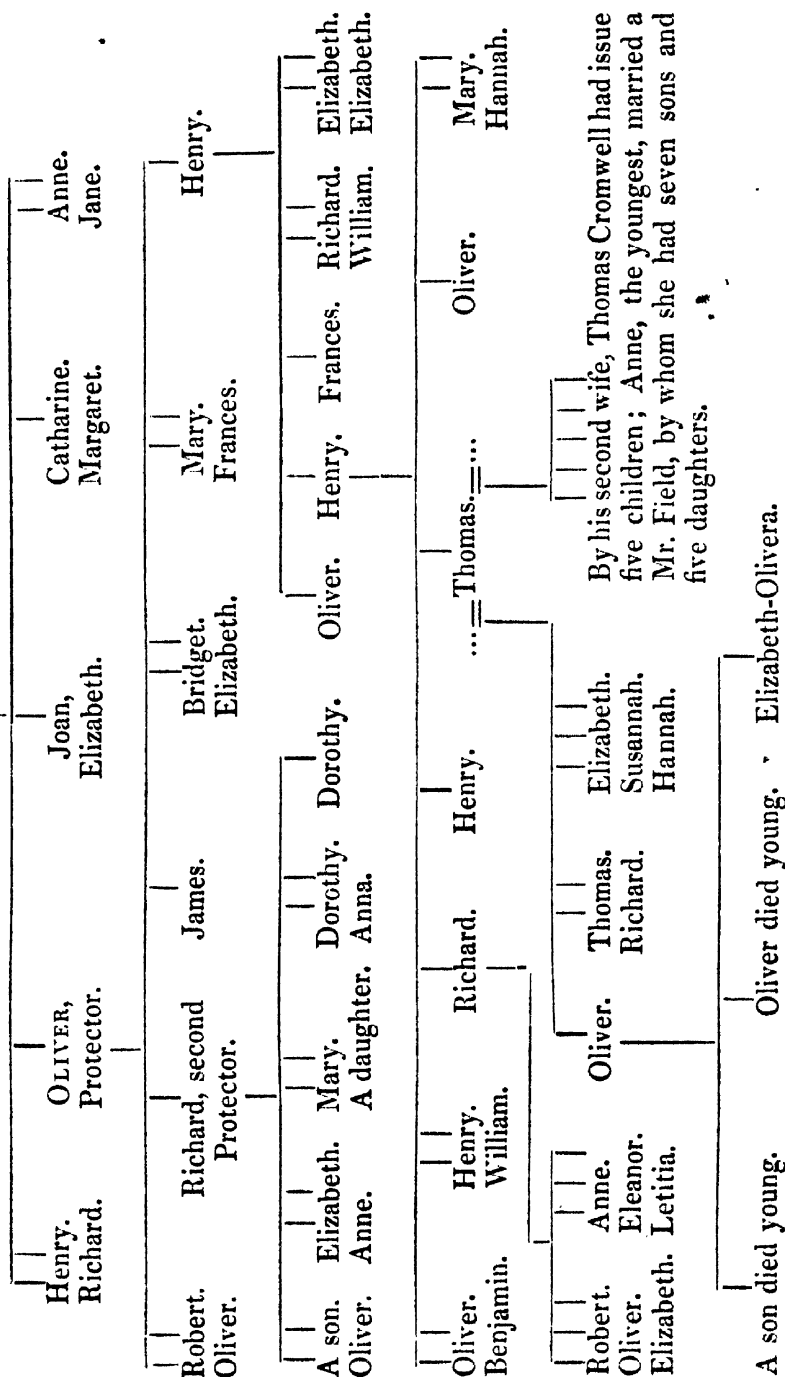 Henry. OLIVER, Joan, Catharine. Anne.
Richard. Protector. Elizabeth. Margaret. Jane.
Robert. Richard, second James. Bridget. Mary. Henry.
Oliver. Protector. Elizabeth. Frances.
A son. Elizabeth. Mary. Dorothy. Dorothy. Oliver. Henry. Frances. Richard. Elizabeth.
Oliver. Anne. A daughter. Anna. William. Elizabeth.
Oliver. Henry. Richard. Henry. ...=Thomas.=... Oliver. Mary.
Benjamin. William. Hannah.
Robert. Anne. Oliver. Thomas. Elizabeth. By his second wife, Thomas Cromwell had issue
Oliver. Eleanor. Richard. Susannah. five children; Anne, the youngest, married a
Elizabeth. Letitia. Hannah. Mr. Field, by whom she had seven sons and
five daughters.
A son died young. Oliver died young. Elizabeth-Olivera.